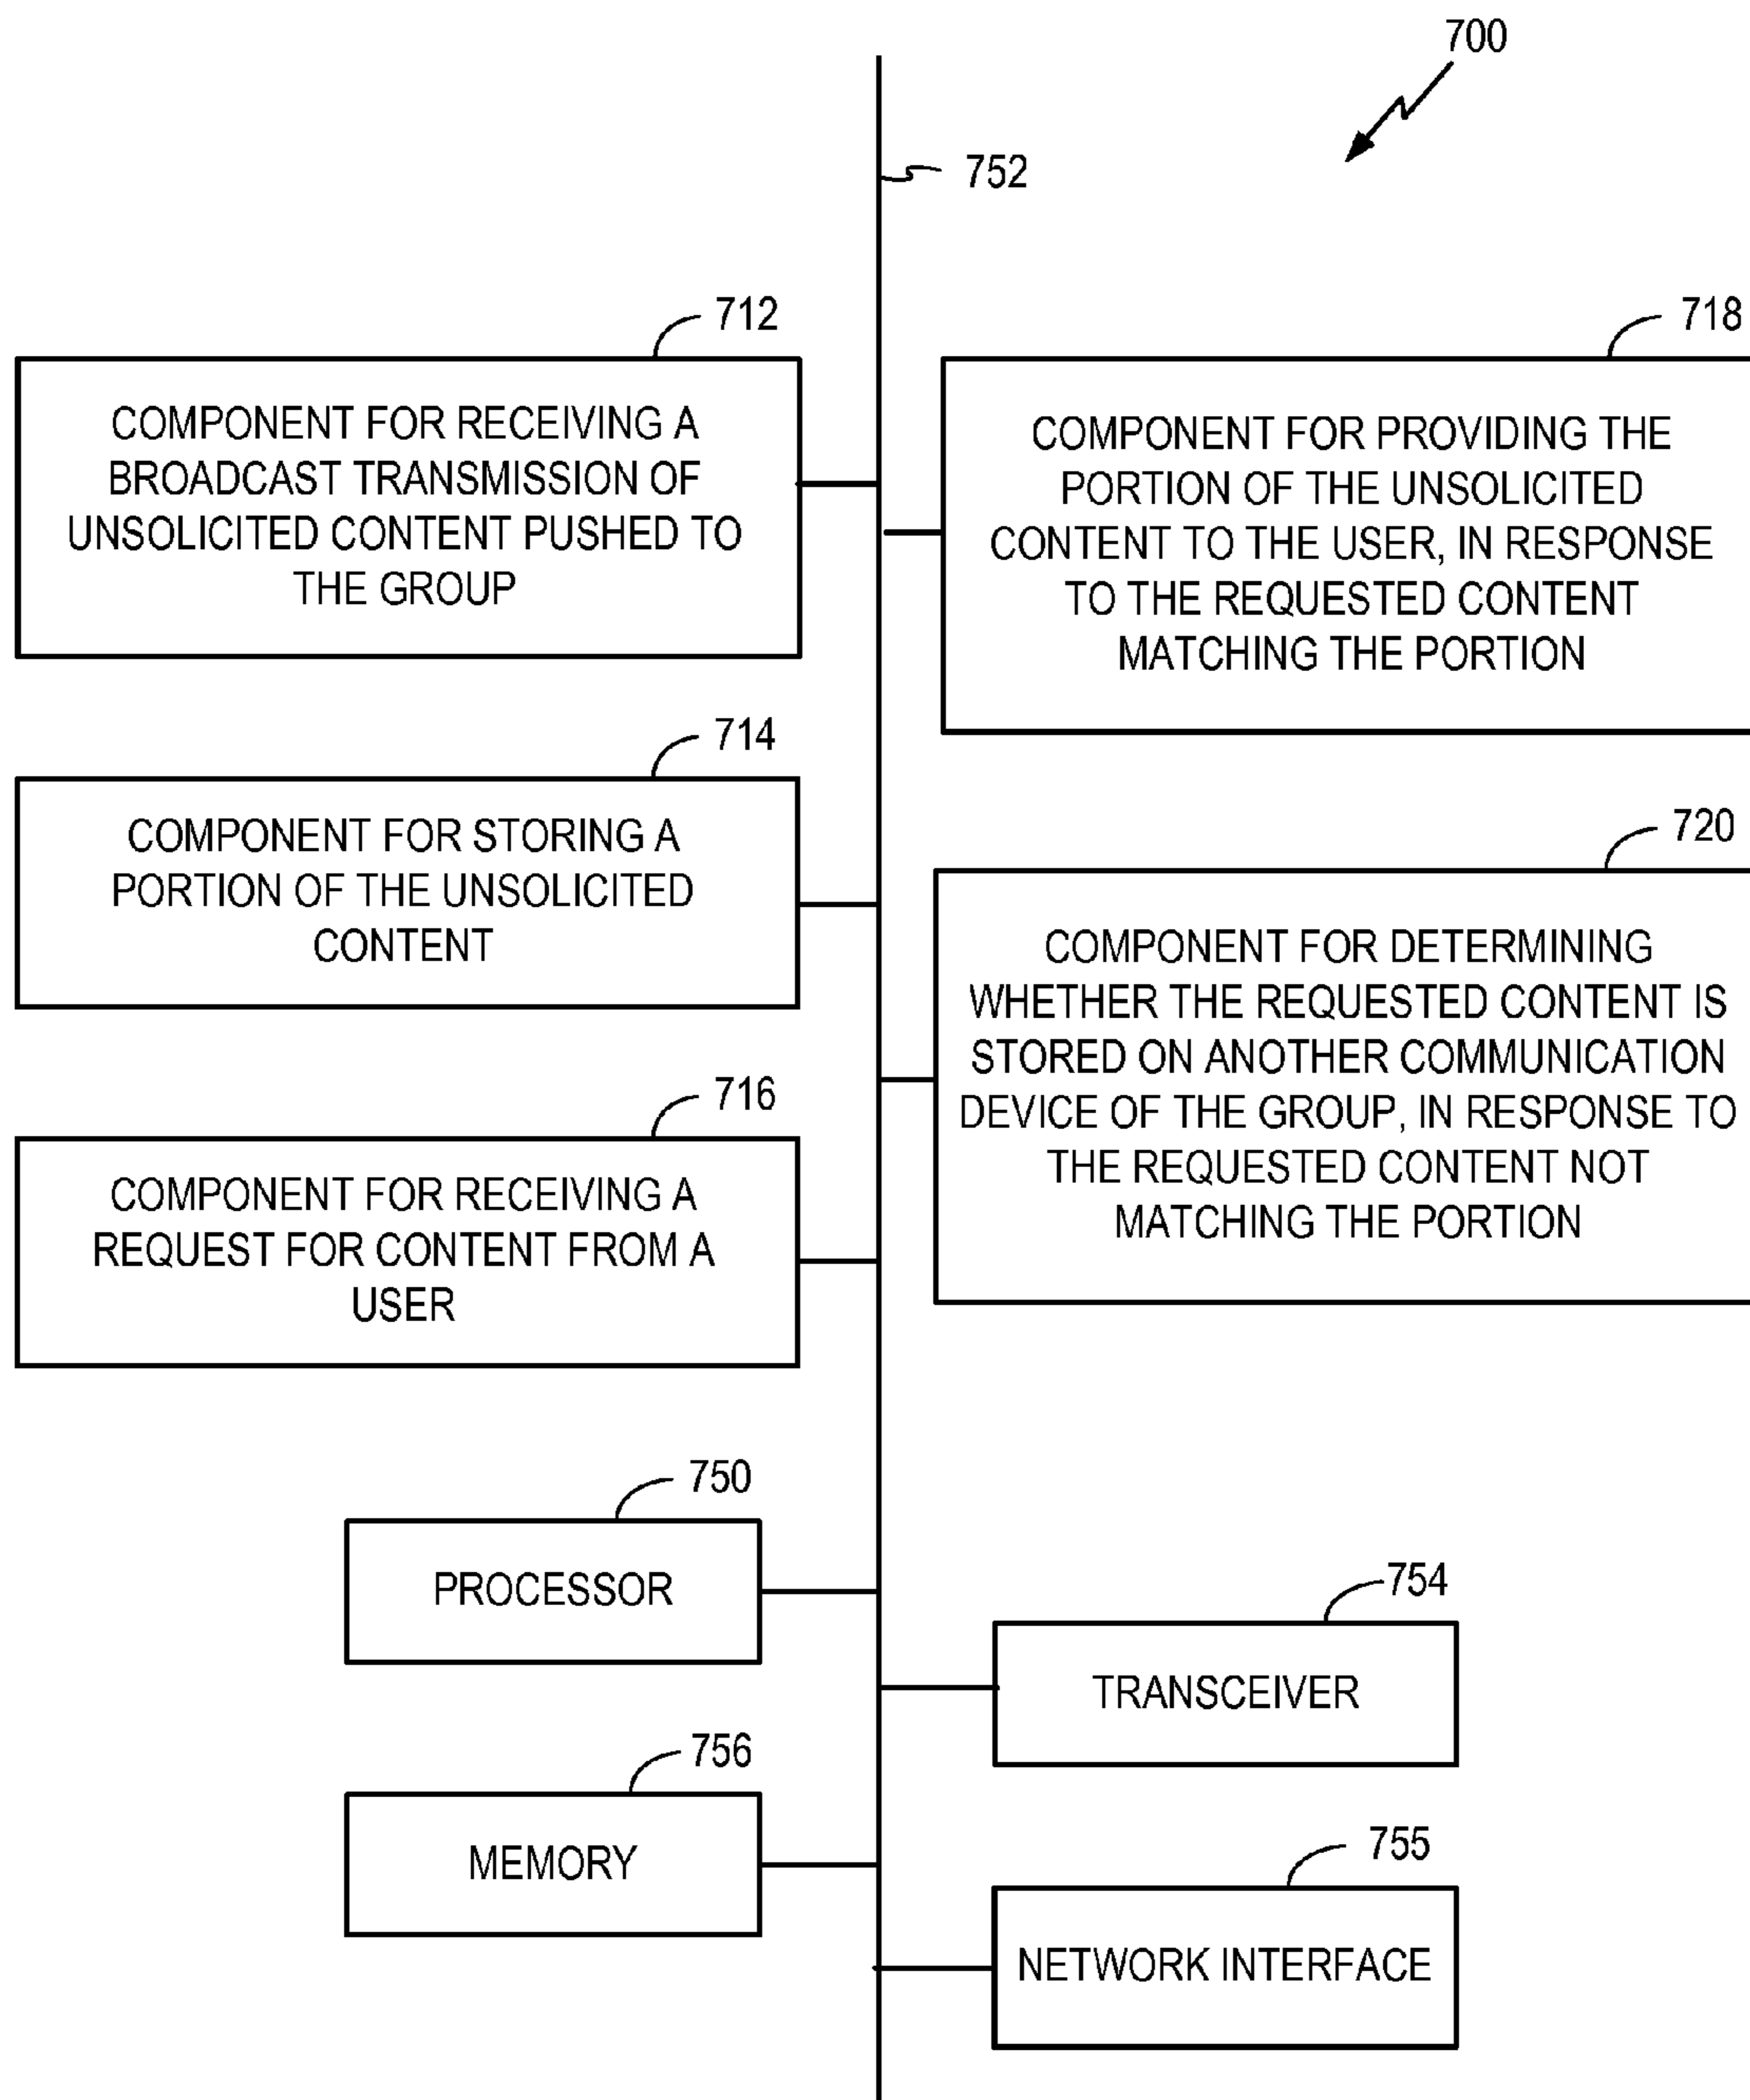 700
752
712
COMPONENT FOR RECEIVING A
BROADCAST TRANSMISSION OF
UNSOLICITED CONTENT PUSHED TO
THE GROUP
718
COMPONENT FOR PROVIDING THE
PORTION OF THE UNSOLICITED
CONTENT TO THE USER, IN RESPONSE
TO THE REQUESTED CONTENT
MATCHING THE PORTION
714
COMPONENT FOR STORING A
PORTION OF THE UNSOLICITED
CONTENT
720
COMPONENT FOR DETERMINING
WHETHER THE REQUESTED CONTENT IS
STORED ON ANOTHER COMMUNICATION
DEVICE OF THE GROUP, IN RESPONSE TO
THE REQUESTED CONTENT NOT
MATCHING THE PORTION
716
COMPONENT FOR RECEIVING A
REQUEST FOR CONTENT FROM A
USER
750
PROCESSOR
754
TRANSCEIVER
756
MEMORY
755
NETWORK INTERFACE